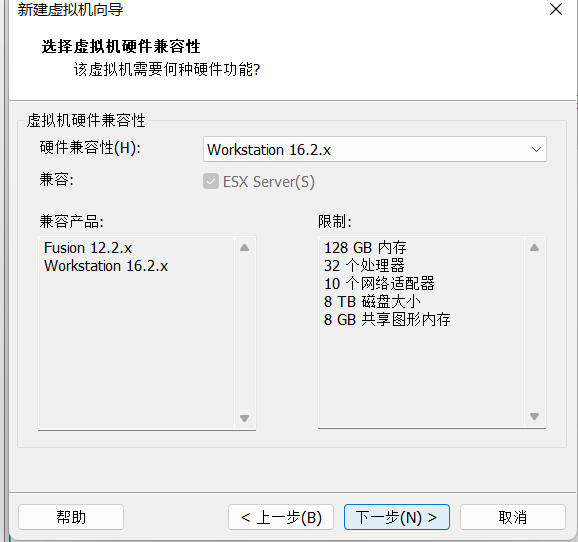 新建虚拟机向导
选择虚拟机硬件兼容性
该虚拟机需要何种硬件功能?
虚拟机硬件兼容性
硬件兼容性(H):
Workstation 16.2.x
兼容:
ESX Server(S)
兼容产品:
Fusion 12.2.x
Workstation 16.2.x
限制:
128 GB 内存
32 个处理器
10 个网络适配器
8 TB 磁盘大小
8 GB 共享图形内存
帮助
< 上一步(B)
下一步(N) >
取消